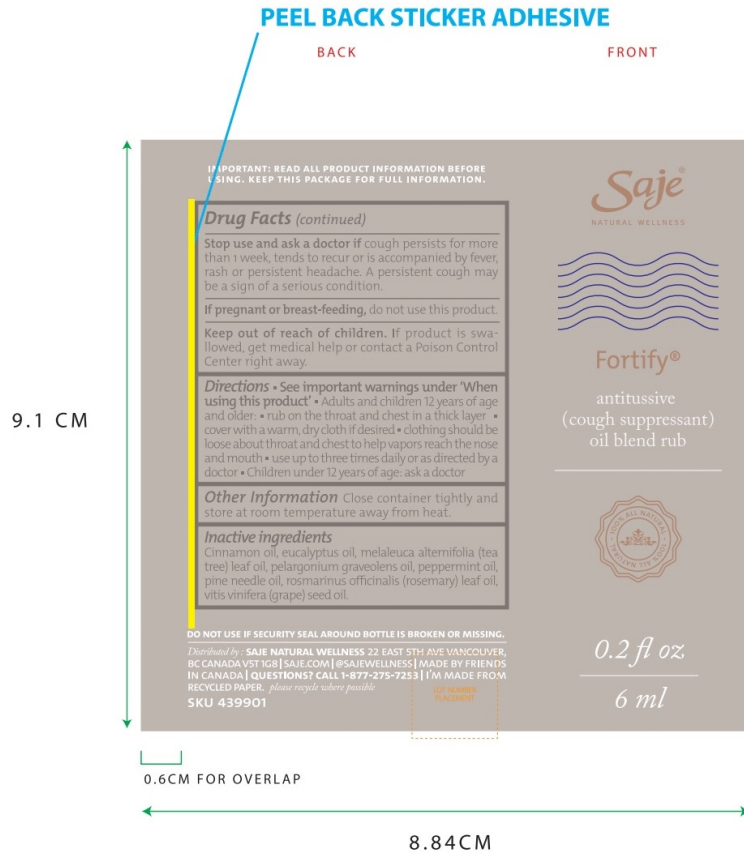 PEEL BACK STICKER ADHESIVE
BACK
FRONT
IMPORTANT: READ ALL PRODUCT INFORMATION BEFORE
USING. KEEP THIS PACKAGE FOR FULL INFORMATION.
Drug Facts (continued)
Stop use and ask a doctor if cough persists for more
than 1 week, tends to recur or is accompanied by fever,
rash or persistent headache. A persistent cough may
be a sign of a serious condition.
If pregnant or breast-feeding, do not use this product.
Keep out of reach of children. If product is swa-
llowed, get medical help or contact a Poison Control
Center right away.
Directions ▪ See important warnings under 'When
using this product' ▪ Adults and children 12 years of age
and older: ▪ rub on the throat and chest in a thick layer ▪
cover with a warm, dry cloth if desired ▪ clothing should be
loose about throat and chest to help vapors reach the nose
and mouth ▪ use up to three times daily or as directed by a
doctor ▪ Children under 12 years of age: ask a doctor
Other Information Close container tightly and
store at room temperature away from heat.
Inactive ingredients
Cinnamon oil, eucalyptus oil, melaleuca alternifolia (tea
tree) leaf oil, pelargonium graveolens oil, peppermint oil,
pine needle oil, rosmarinus officinalis (rosemary) leaf oil,
vitis vinifera (grape) seed oil.
DO NOT USE IF SECURITY SEAL AROUND BOTTLE IS BROKEN OR MISSING.
Distributed by : SAJE NATURAL WELLNESS 22 EAST 5TH AVE VANCOUVER,
BC CANADA V5T 1G8 | SAJE.COM | @SAJEWELLNESS | MADE BY FRIENDS
IN CANADA | QUESTIONS? CALL 1-877-275-7253 | I'M MADE FROM
RECYCLED PAPER. please recycle where possible
SKU 439901
LOT NUMBER
PLACEMENT
Saje®
NATURAL WELLNESS
Fortify®
antitussive
(cough suppressant)
oil blend rub
100% ALL NATURAL · 100% ALL NATURAL ·
0.2 fl oz
6 ml
9.1 CM
0.6CM FOR OVERLAP
8.84CM